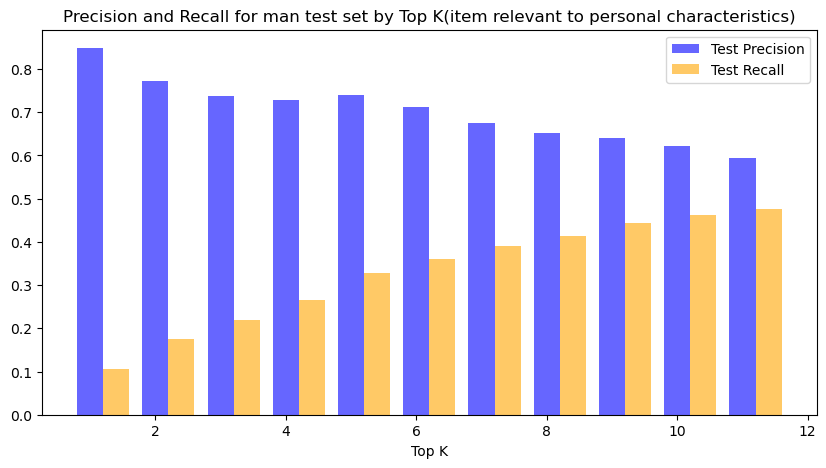 Precision and Recall for man test set by Top K(item relevant to personal characteristics)
Test Precision
Test Recall
0.8
0.7
0.6
0.5
0.4
0.3
0.2
0.1
0.0
2 4 6 8 10 12
Top K